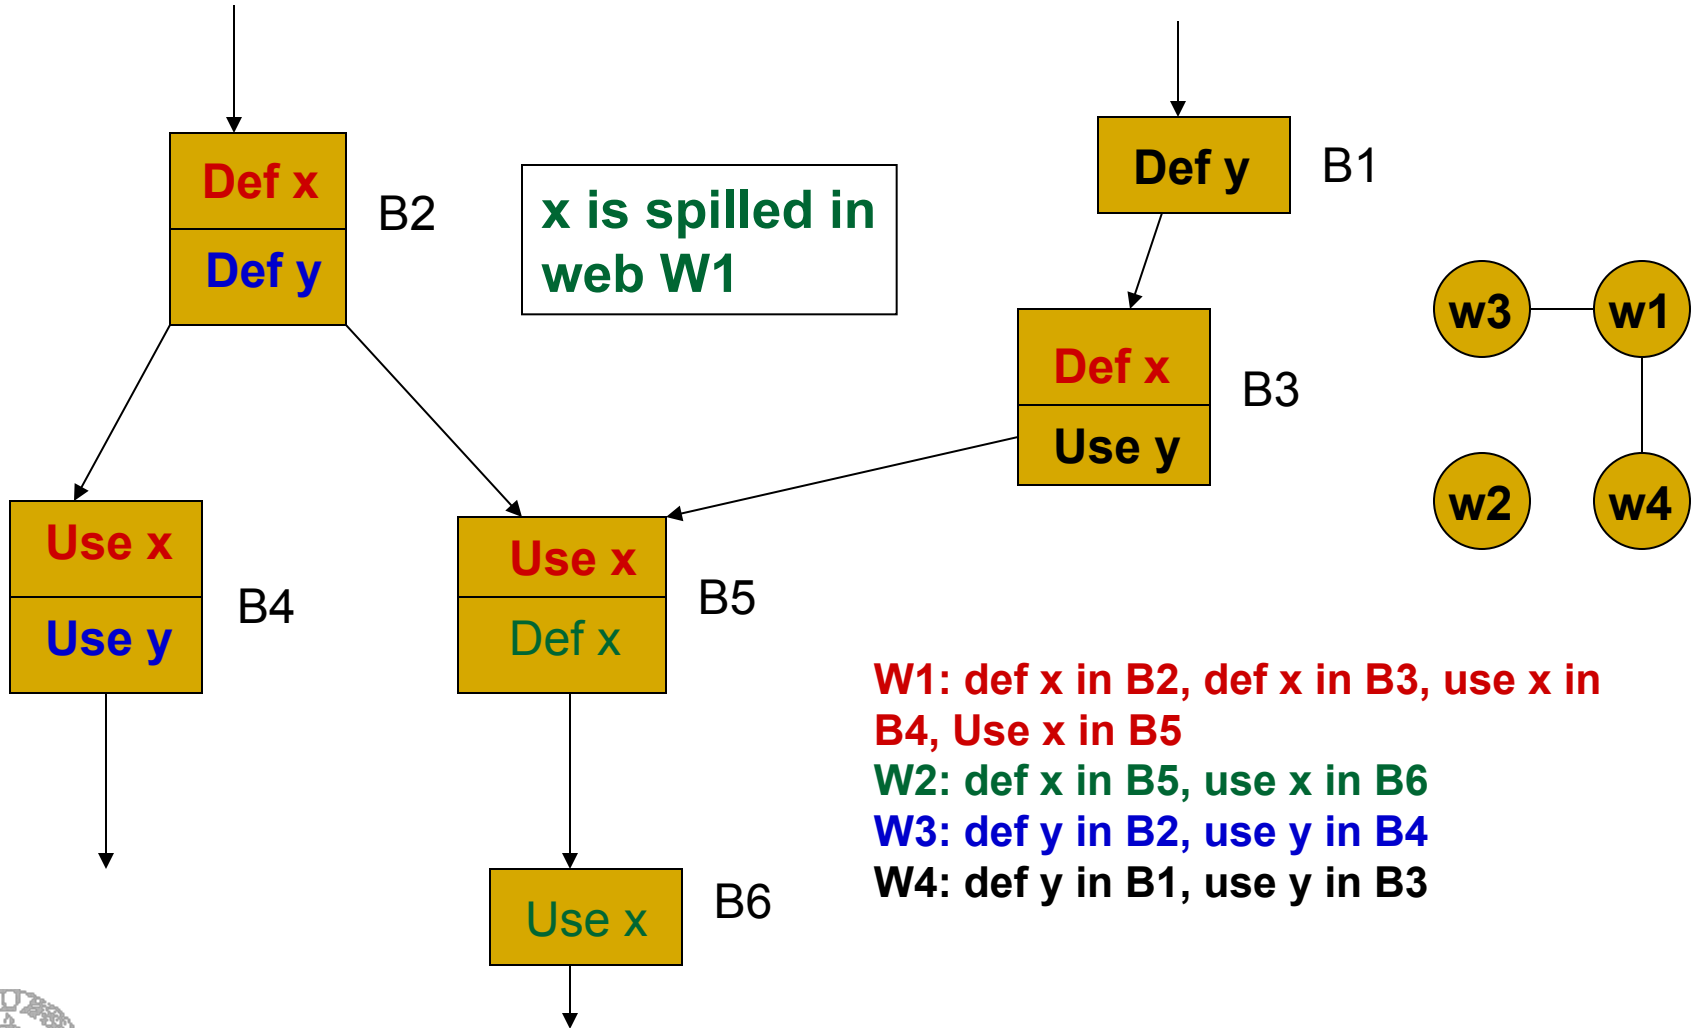 Def x
Def y
B2
x is spilled in
web W1
Def y
B1
Def x
Use y
B3
w3
w1
w2
w4
Use x
Use y
B4
Use x
Def x
B5
W1: def x in B2, def x in B3, use x in
B4, Use x in B5
W2: def x in B5, use x in B6
W3: def y in B2, use y in B4
W4: def y in B1, use y in B3
Use x
B6